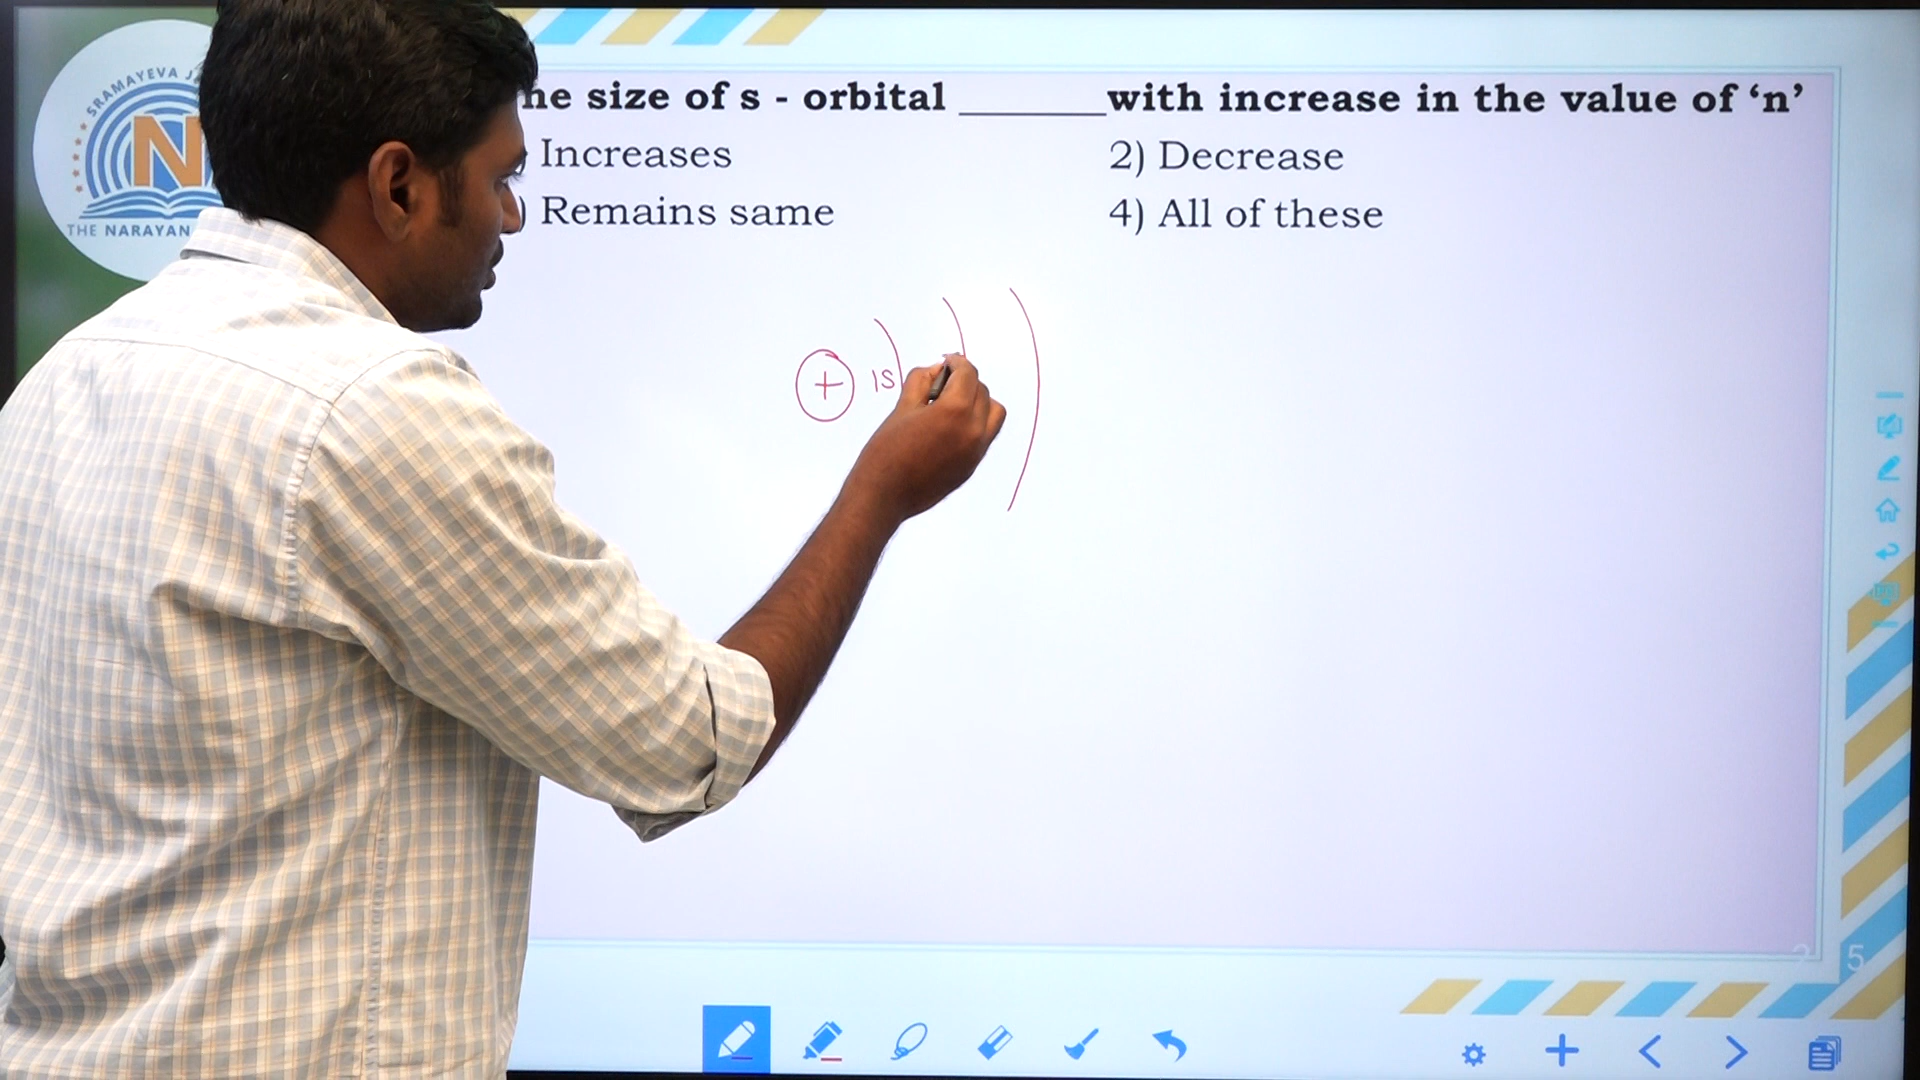 SRAMAYEVA
N
THE NARAYAN
he size of s - orbital ______ with increase in the value of ‘n’
) Increases
2) Decrease
) Remains same
4) All of these
+ 1S
5